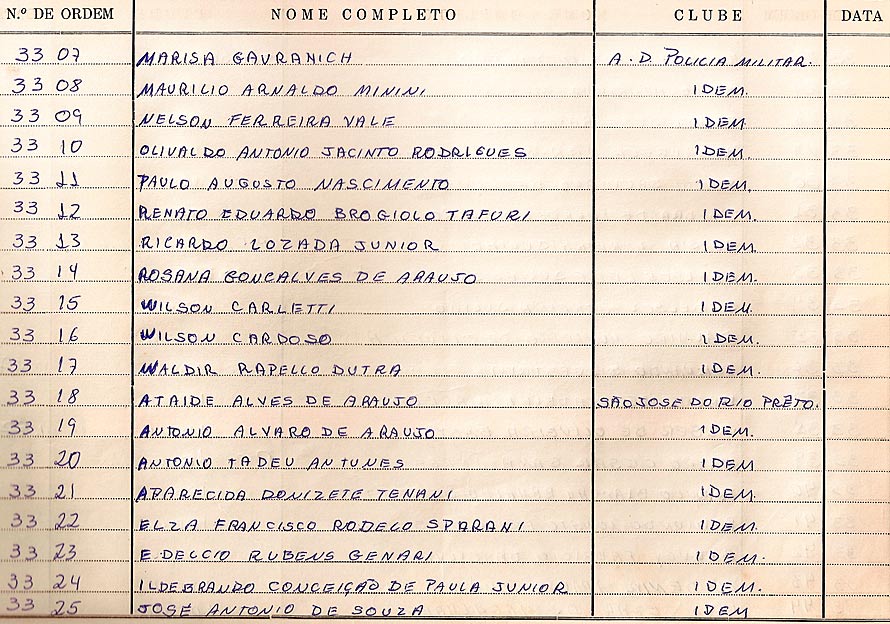 N.º DE ORDEM NOME COMPLETO CLUBE DATA
33 07 MARISA GAVRANICH A. D. POLICIA MILITAR.
33 08 MAURILIO ARNALDO MININI IDEM.
33 09 NELSON FERREIRA VALE IDEM.
33 10 OLIVALDO ANTONIO JACINTO RODRIGUES IDEM.
33 11 PAULO AUGUSTO NASCIMENTO IDEM.
33 12 RENATO EDUARDO BROGIOLO TAFURI IDEM.
33 13 RICARDO LOZADA JUNIOR IDEM.
33 14 ROSANA GONCALVES DE ARAUJO IDEM.
33 15 WILSON CARLETTI IDEM.
33 16 WILSON CARDOSO IDEM.
33 17 WALDIR RAPELLO DUTRA IDEM.
33 18 ATAIDE ALVES DE ARAUJO SÃO JOSE DO RIO PRÊTO.
33 19 ANTONIO ALVARO DE ARAUJO IDEM.
33 20 ANTONIO TADEU ANTUNES IDEM
33 21 APARECIDA DONIZETE TENANI IDEM.
33 22 ELZA FRANCISCO RODELO SPARANI IDEM.
33 23 EDELCIO RUBENS GENARI IDEM.
33 24 ILDEBRANDO CONCEIÇÃO DE PAULA JUNIOR IDEM.
33 25 JOSÉ ANTONIO DE SOUZA IDEM